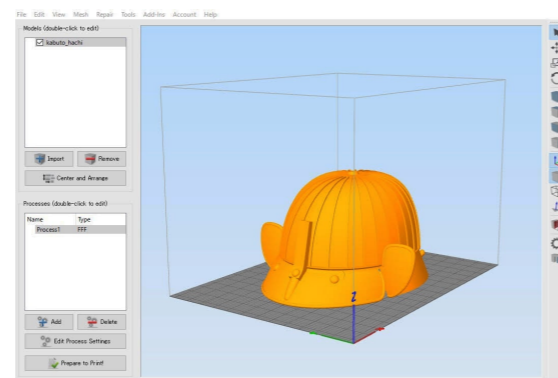 File Edit View Mesh Repair Tools Add-Ins Account Help
Models (double-click to edit)
kabuto_hachi
Import Remove
Center and Arrange
Processes (double-click to edit)
Name Type
Process1 FFF
Add Delete
Edit Process Settings
Prepare to Print!
Z